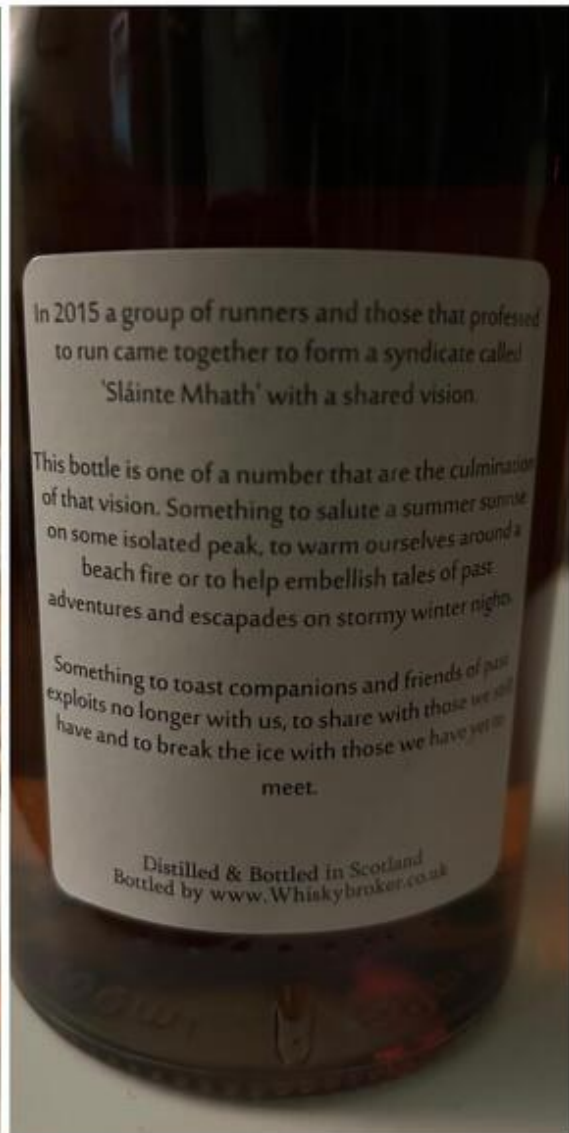 In 2015 a group of runners and those that professed
to run came together to form a syndicate called
'Sláinte Mhath' with a shared vision.
This bottle is one of a number that are the culmination
of that vision. Something to salute a summer sunrise
on some isolated peak, to warm ourselves around a
beach fire or to help embellish tales of past
adventures and escapades on stormy winter nights.
Something to toast companions and friends of past
exploits no longer with us, to share with those we still
have and to break the ice with those we have yet to
meet.
Distilled & Bottled in Scotland
Bottled by www.Whiskybroker.co.uk